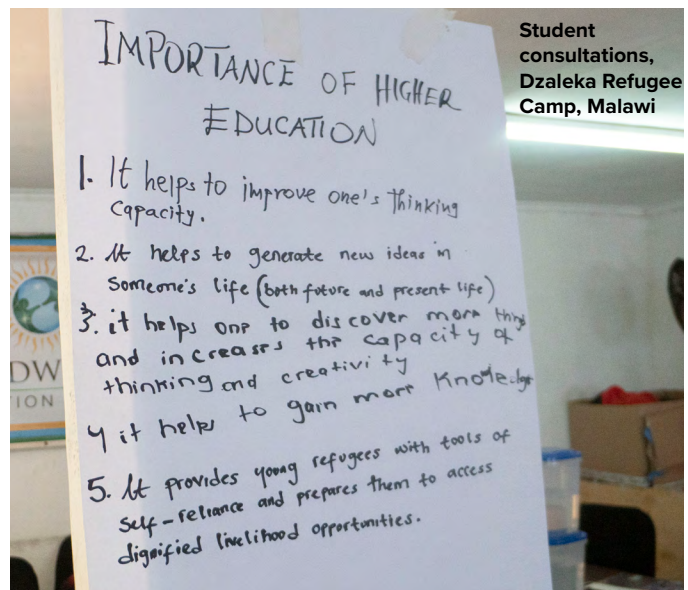 Student
consultations,
Dzaleka Refugee
Camp, Malawi
IMPORTANCE OF HIGHER
EDUCATION
1. It helps to improve one's thinking
capacity.
2. It helps to generate new ideas in
someone's life (both future and present life)
3. it helps one to discover more thing
and increases the capacity of
thinking and creativity
4 it helps to gain more Knowledge
5. It provides young refugees with tools of
self-reliance and prepares them to access
dignified livelihood opportunities.
DW
ION